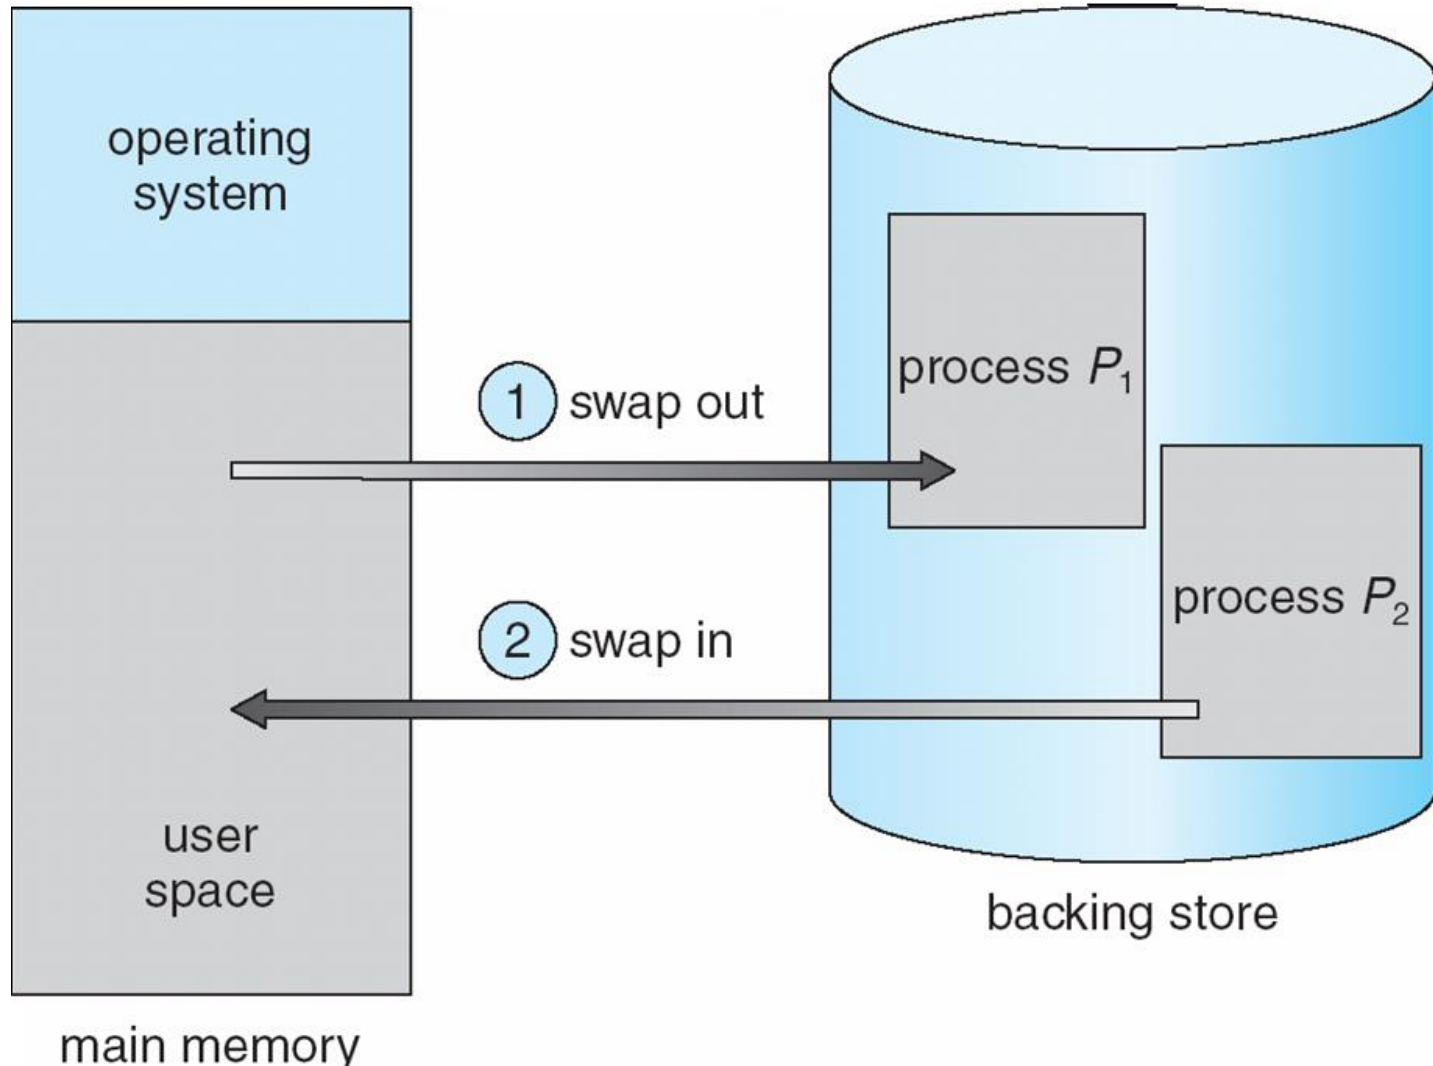 operating
system
process P₁
1 swap out
process P₂
2 swap in
user
space
backing store
main memory